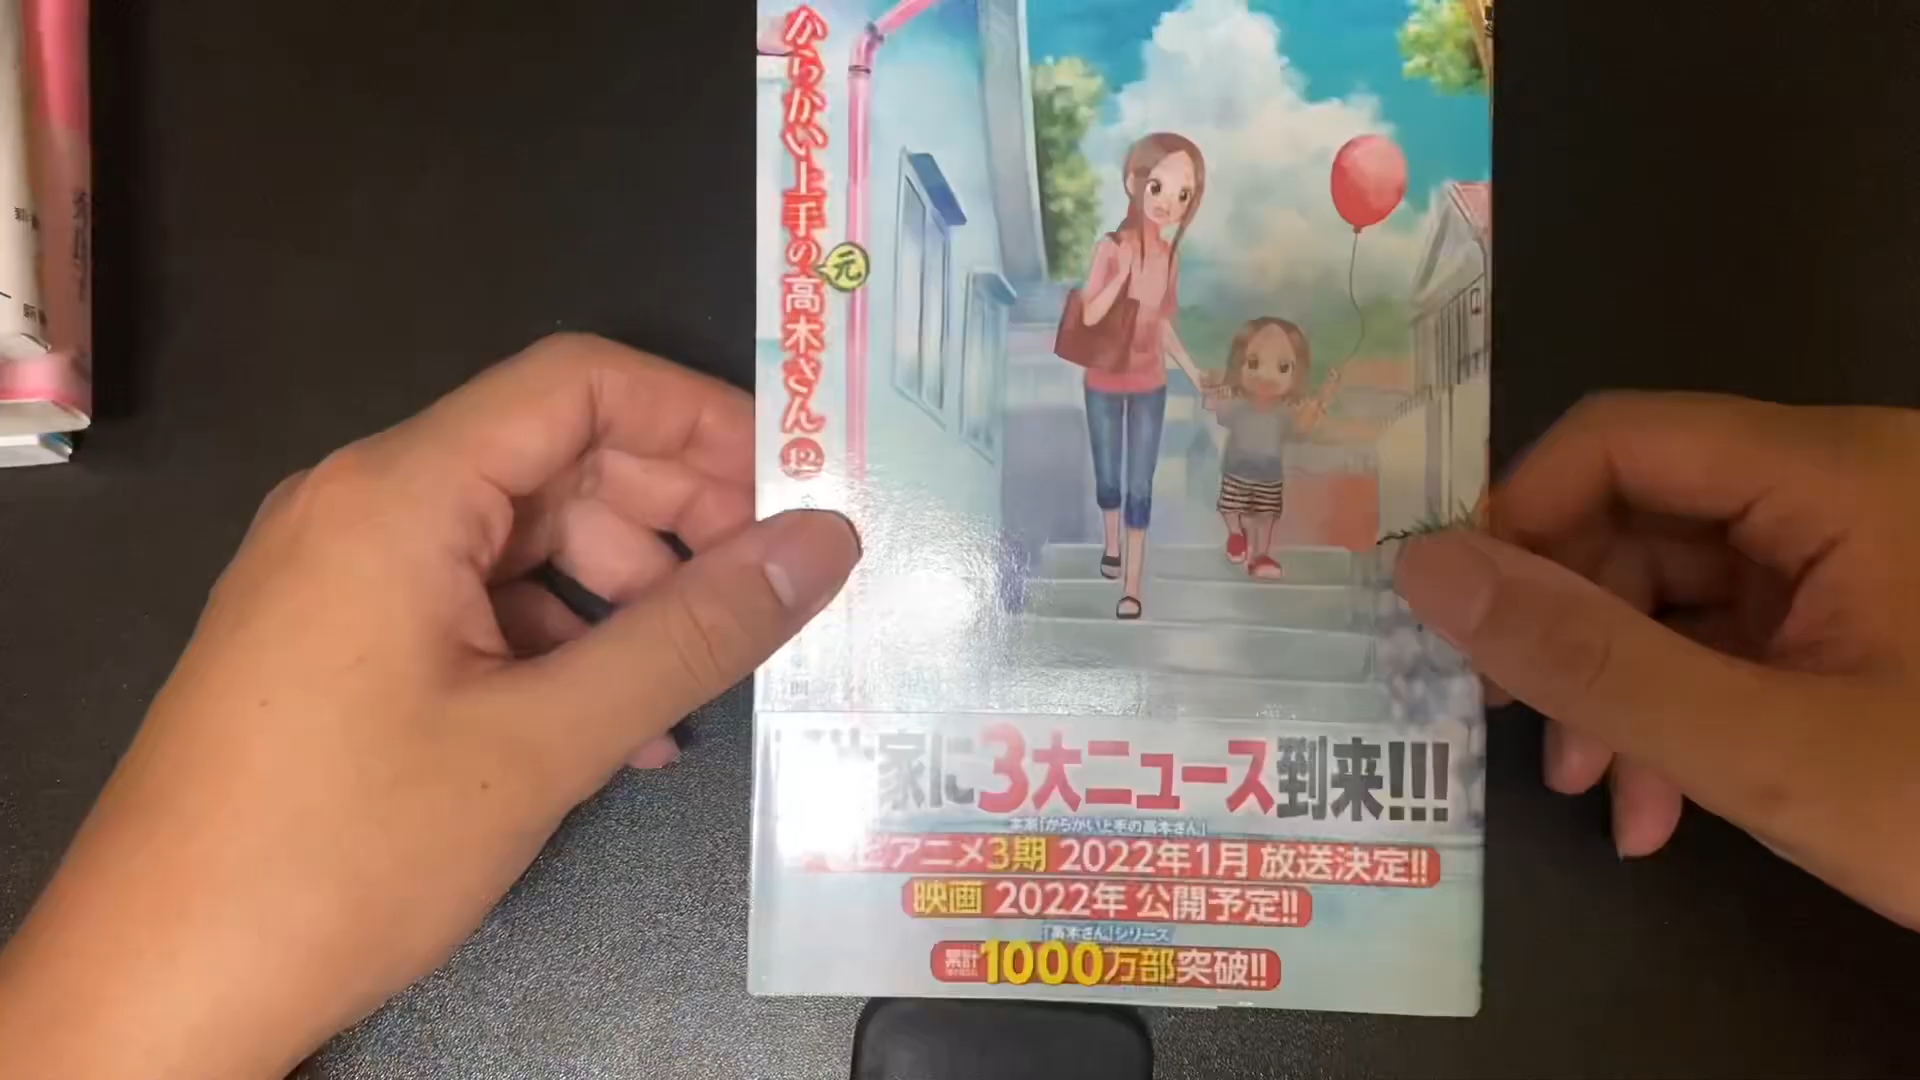 からかい上手の元高木さん
12
家に3大ニュース到来!!!
本家「からかい上手の高木さん」
ビアニメ3期 2022年1月 放送決定!!
映画 2022年 公開予定!!
「高木さん」シリーズ
累計1000万部突破!!